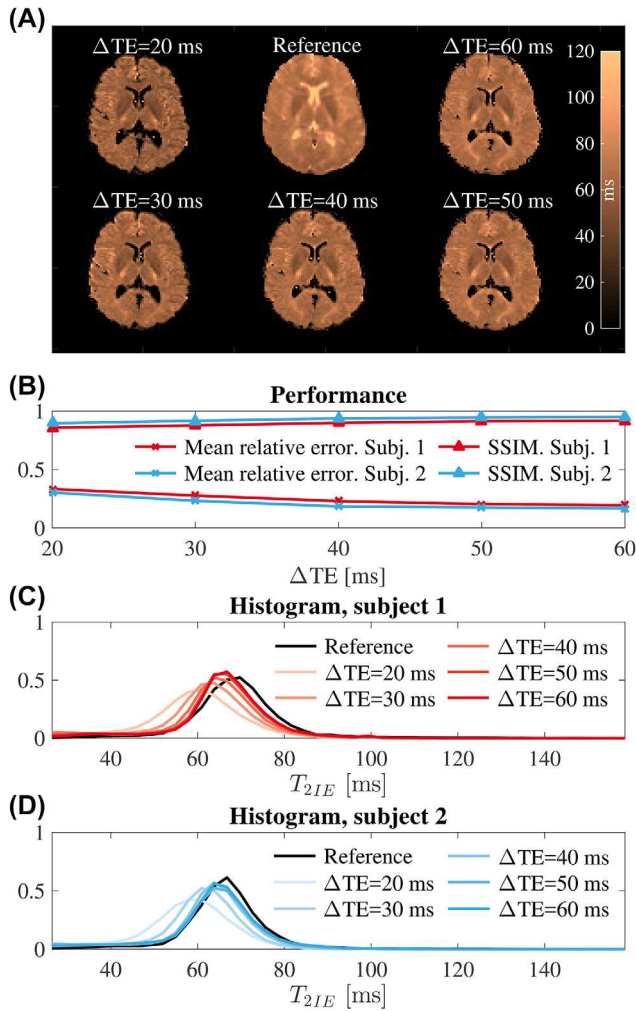 (A)
ΔTE=20 ms Reference ΔTE=60 ms
ΔTE=30 ms ΔTE=40 ms ΔTE=50 ms
120
100
80
ms
60
40
20
0
(B)
Performance
1
0.5
0
Mean relative error. Subj. 1 SSIM. Subj. 1
Mean relative error. Subj. 2 SSIM. Subj. 2
20 30 40 50 60
ΔTE [ms]
(C)
Histogram, subject 1
1
0.5
0
Reference ΔTE=40 ms
ΔTE=20 ms ΔTE=50 ms
ΔTE=30 ms ΔTE=60 ms
40 60 80 100 120 140
T2IE [ms]
(D)
Histogram, subject 2
1
0.5
0
Reference ΔTE=40 ms
ΔTE=20 ms ΔTE=50 ms
ΔTE=30 ms ΔTE=60 ms
40 60 80 100 120 140
T2IE [ms]